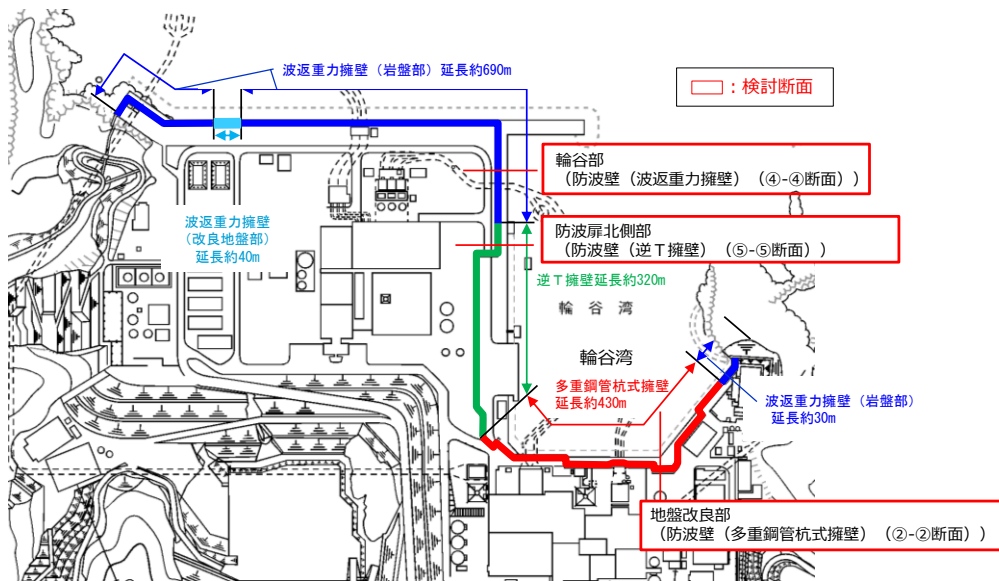 波返重力擁壁（岩盤部）延長約690m
：検討断面
輪谷部
（防波壁（波返重力擁壁）（④-④断面））
波返重力擁壁
（改良地盤部）
延長約40m
防波扉北側部
（防波壁（逆Ｔ擁壁）（⑤-⑤断面））
逆Ｔ擁壁延長約320m
輪 谷 湾
輪谷湾
多重鋼管杭式擁壁
延長約430m
波返重力擁壁（岩盤部）
延長約30m
地盤改良部
（防波壁（多重鋼管杭式擁壁）（②-②断面））